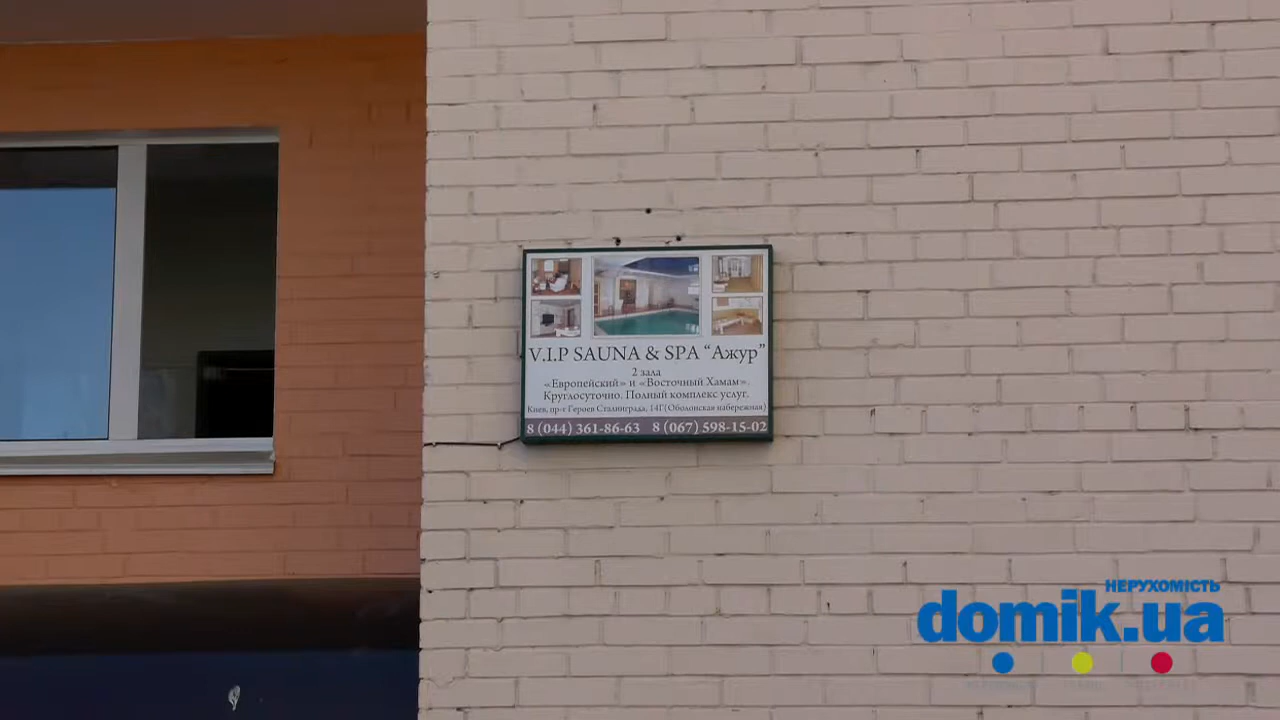 V.I.P SAUNA & SPA “Ажур”
2 зала
«Европейский» и «Восточный Хамам».
Круглосуточно. Полный комплекс услуг.
Киев, пр-т Героев Сталинграда, 14Г(Оболонская набережная)
8 (044) 361-86-63 8 (067) 598-15-02
НЕРУХОМІСТЬ
domik.ua